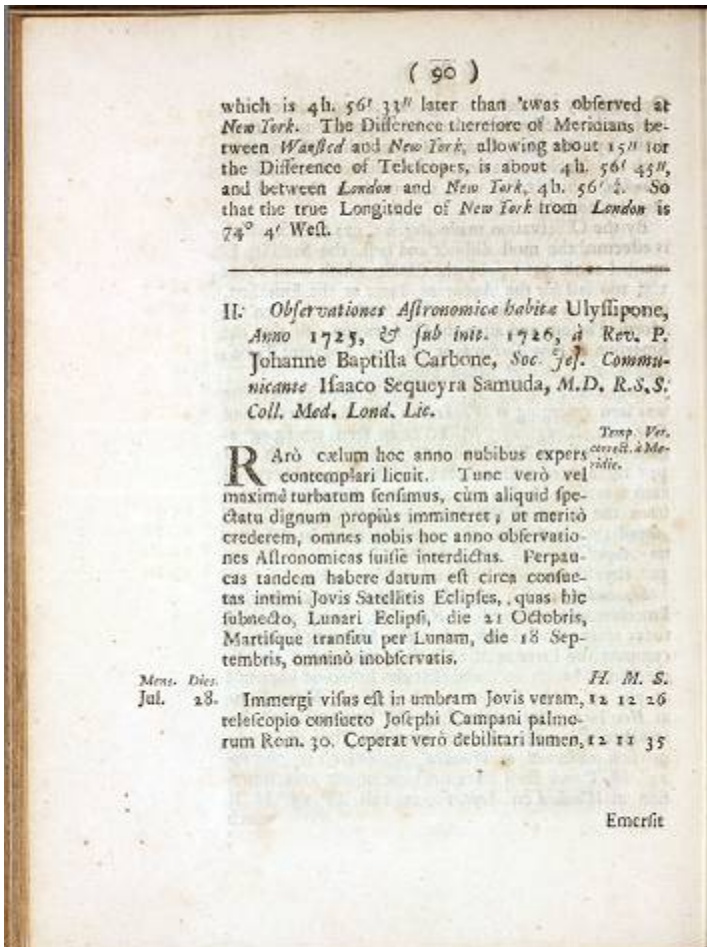 ( 90 )
which is 4h. 56′ 33″ later than 'twas obſerved at
New York. The Difference therefore of Meridians be-
tween Wanſted and New York, allowing about 15″ for
the Difference of Teleſcopes, is about 4h. 56′ 45″,
and between London and New York, 4h. 56′ ¼. So
that the true Longitude of New York from London is
74° 4′ Weſt.
II. Obſervationes Aſtronomicæ habitæ Ulyſſipone,
Anno 1725, & ſub init. 1726, à Rev. P.
Johanne Baptiſta Carbone, Soc. Jeſ. Commu-
nicante Iſaaco Sequeyra Samuda, M.D. R.S.S.
Coll. Med. Lond. Lic.
Temp. Ver.
correct. à Me-
ridie.
RArò cælum hoc anno nubibus expers
contemplari licuit. Tunc verò vel
maximè turbatum ſenſimus, cùm aliquid ſpe-
ctatu dignum propiùs immineret; ut meritò
crederem, omnes nobis hoc anno obſervatio-
nes Aſtronomicas fuiſſe interdictas. Perpau-
cas tandem habere datum eſt circa conſue-
tas intimi Jovis Satellitis Eclipſes, quas hîc
ſubnecto, Lunari Eclipſi, die 21 Octobris,
Martiſque tranſitu per Lunam, die 18 Sep-
tembris, omninò inobſervatis.
Mens. Dies. H. M. S.
Jul. 28. Immergi viſus eſt in umbram Jovis veram, 12 12 26
teleſcopio conſueto Joſephi Campani palmo-
rum Rom. 30. Ceperat verò debilitari lumen, 12 11 35
Emerſit